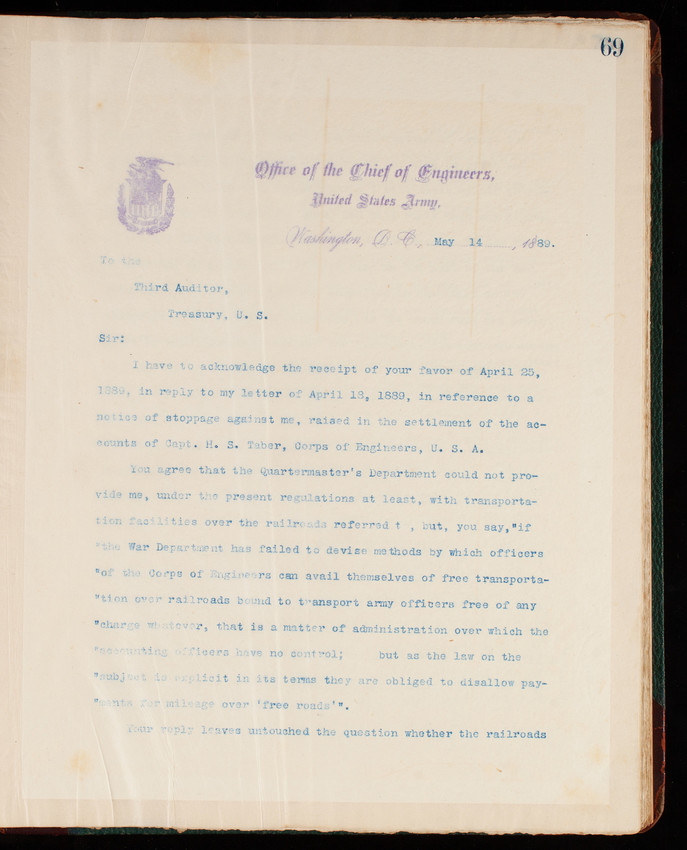 69
Office of the Chief of Engineers,
United States Army,
Washington, D. C., May 14, 1889.
To the
Third Auditor,
Treasury, U. S.
Sir:
I have to acknowledge the receipt of your favor of April 25,
1889, in reply to my letter of April 18, 1889, in reference to a
notice of stoppage against me, raised in the settlement of the ac-
counts of Capt. H. S. Taber, Corps of Engineers, U. S. A.
You agree that the Quartermaster's Department could not pro-
vide me, under the present regulations at least, with transporta-
tion facilities over the railroads referred t , but, you say,"if
"the War Department has failed to devise methods by which officers
"of the Corps of Engineers can avail themselves of free transporta-
"tion over railroads bound to transport army officers free of any
"charge whatever, that is a matter of administration over which the
"accounting officers have no control; but as the law on the
"subject is explicit in its terms they are obliged to disallow pay-
"ments for mileage over 'free roads'".
Your reply leaves untouched the question whether the railroads